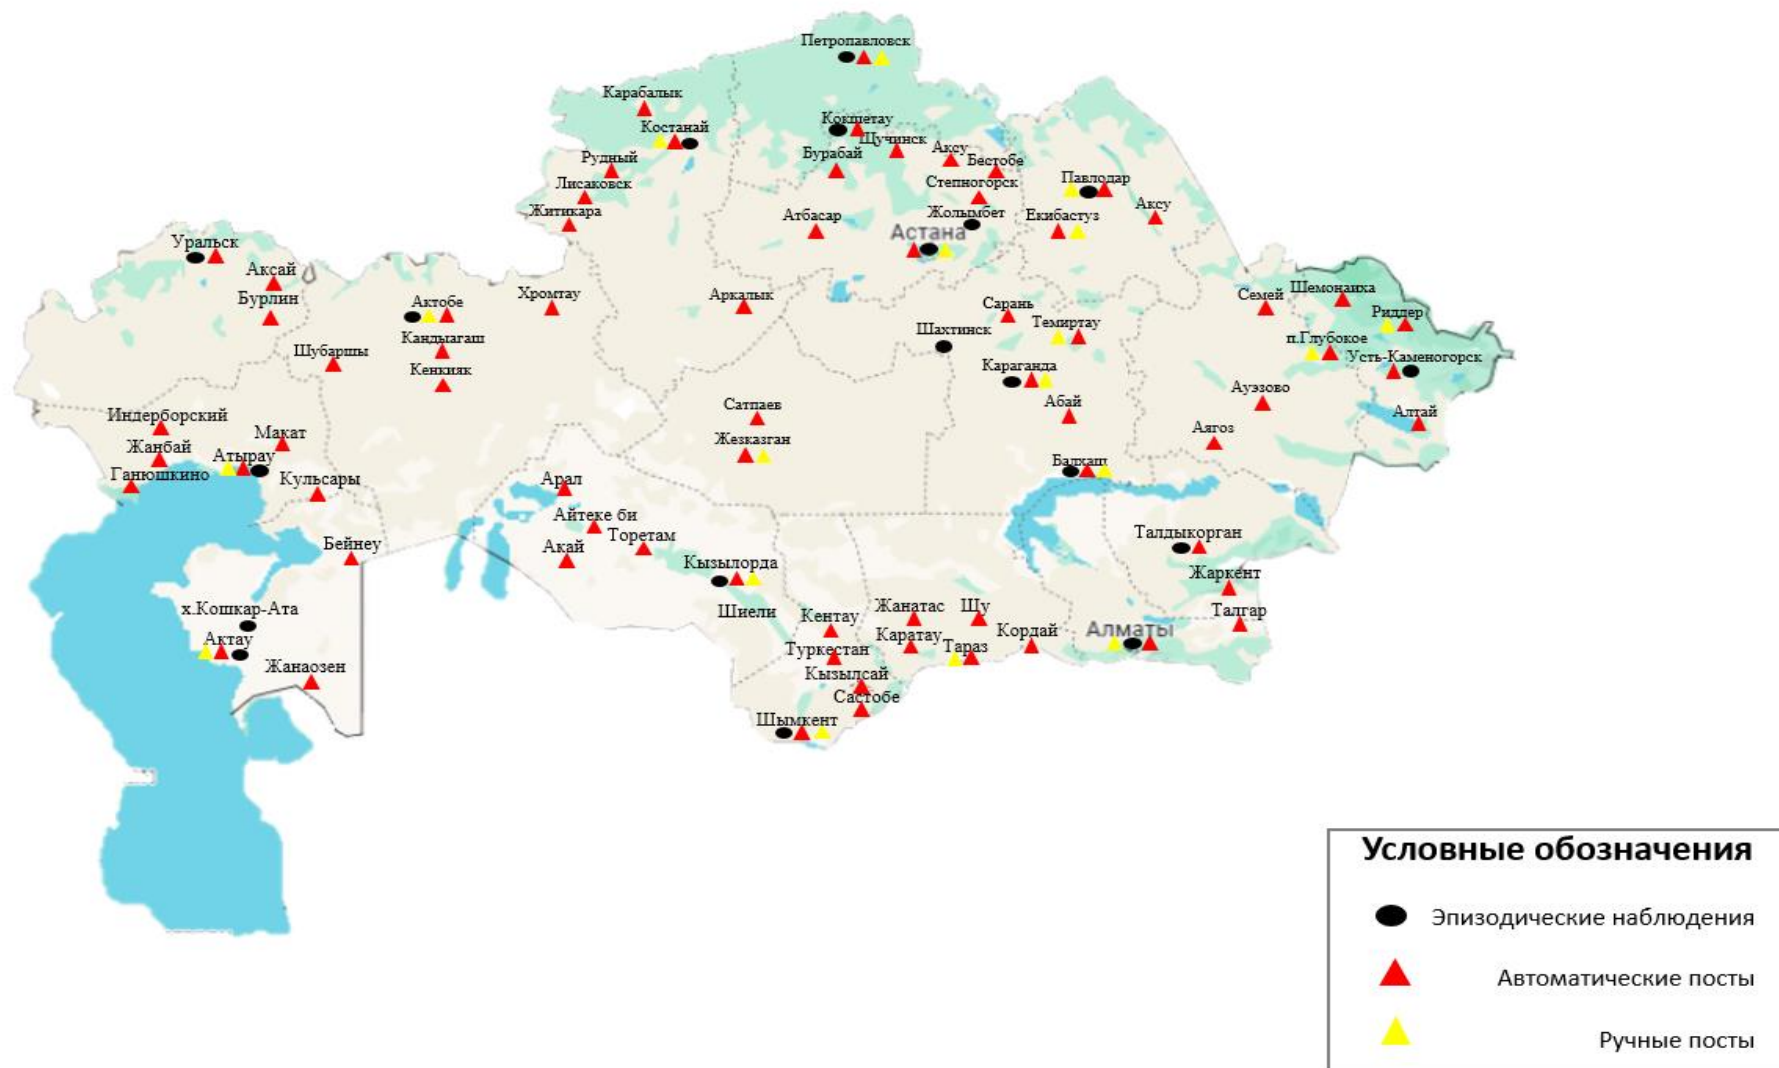 Петропавловск
Карабалык
Костанай
Кокшетау
Щучинск
Рудный
Бурабай
Аксу
Бестобе
Лисаковск
Степногорск
Павлодар
Житикара
Атбасар
Жолымбет
Екибастуз
Аксу
Астана
Уральск
Аксай
Бурлин
Актобе
Хромтау
Аркалык
Сарань
Семей
Шемонаиха
Риддер
Кандыагаш
Шахтинск
Темиртау
п.Глубокое
Шубаршы
Кенкияк
Караганда
Усть-Каменогорск
Ауэзово
Сатпаев
Абай
Алтай
Индерборский
Макат
Жезказган
Аягоз
Жанбай
Атырау
Балхаш
Ганюшкино
Кульсары
Арал
Айтеке би
Торетам
Талдыкорган
Бейнеу
Акай
Кызылорда
Жаркент
х.Кошкар-Ата
Шиели
Кентау
Жанатас
Щу
Талгар
Актау
Каратау
Кордай
Алматы
Туркестан
Тараз
Жанаозен
Кызылсай
Састобе
Шымкент
Условные обозначения
Эпизодические наблюдения
Автоматические посты
Ручные посты